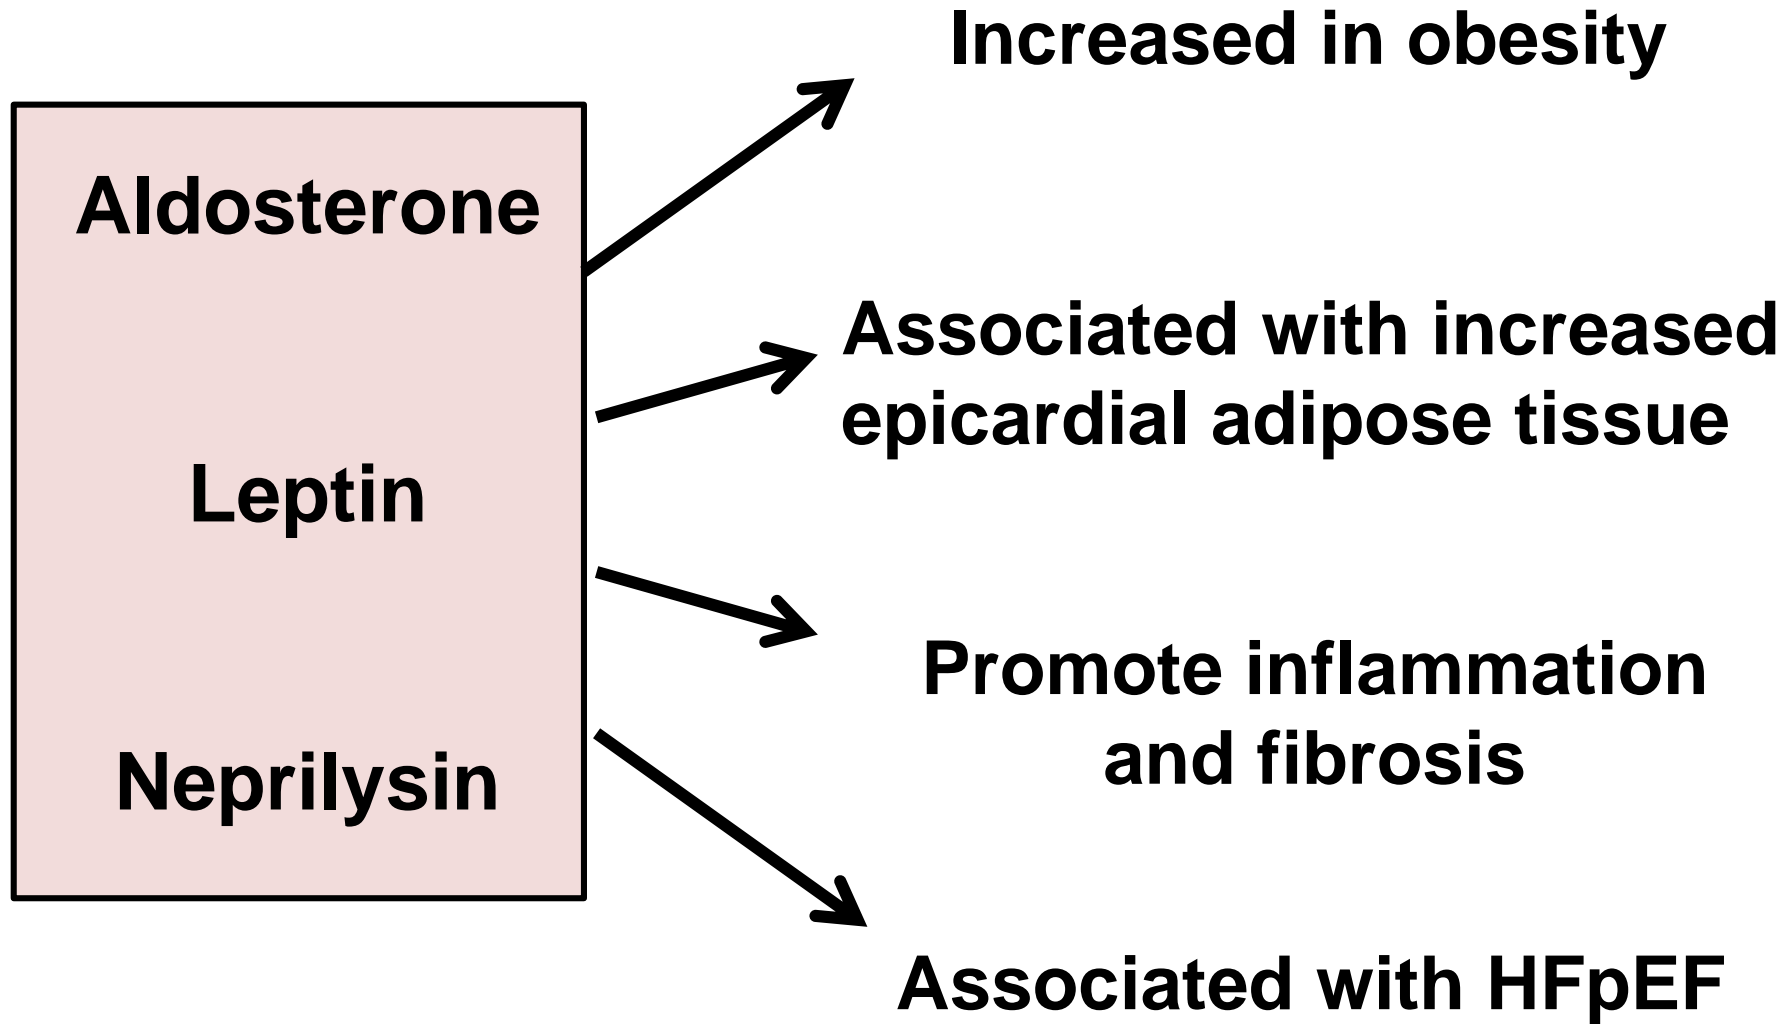 Aldosterone
Leptin
Neprilysin
Increased in obesity
Associated with increased
epicardial adipose tissue
Promote inflammation
and fibrosis
Associated with HFpEF